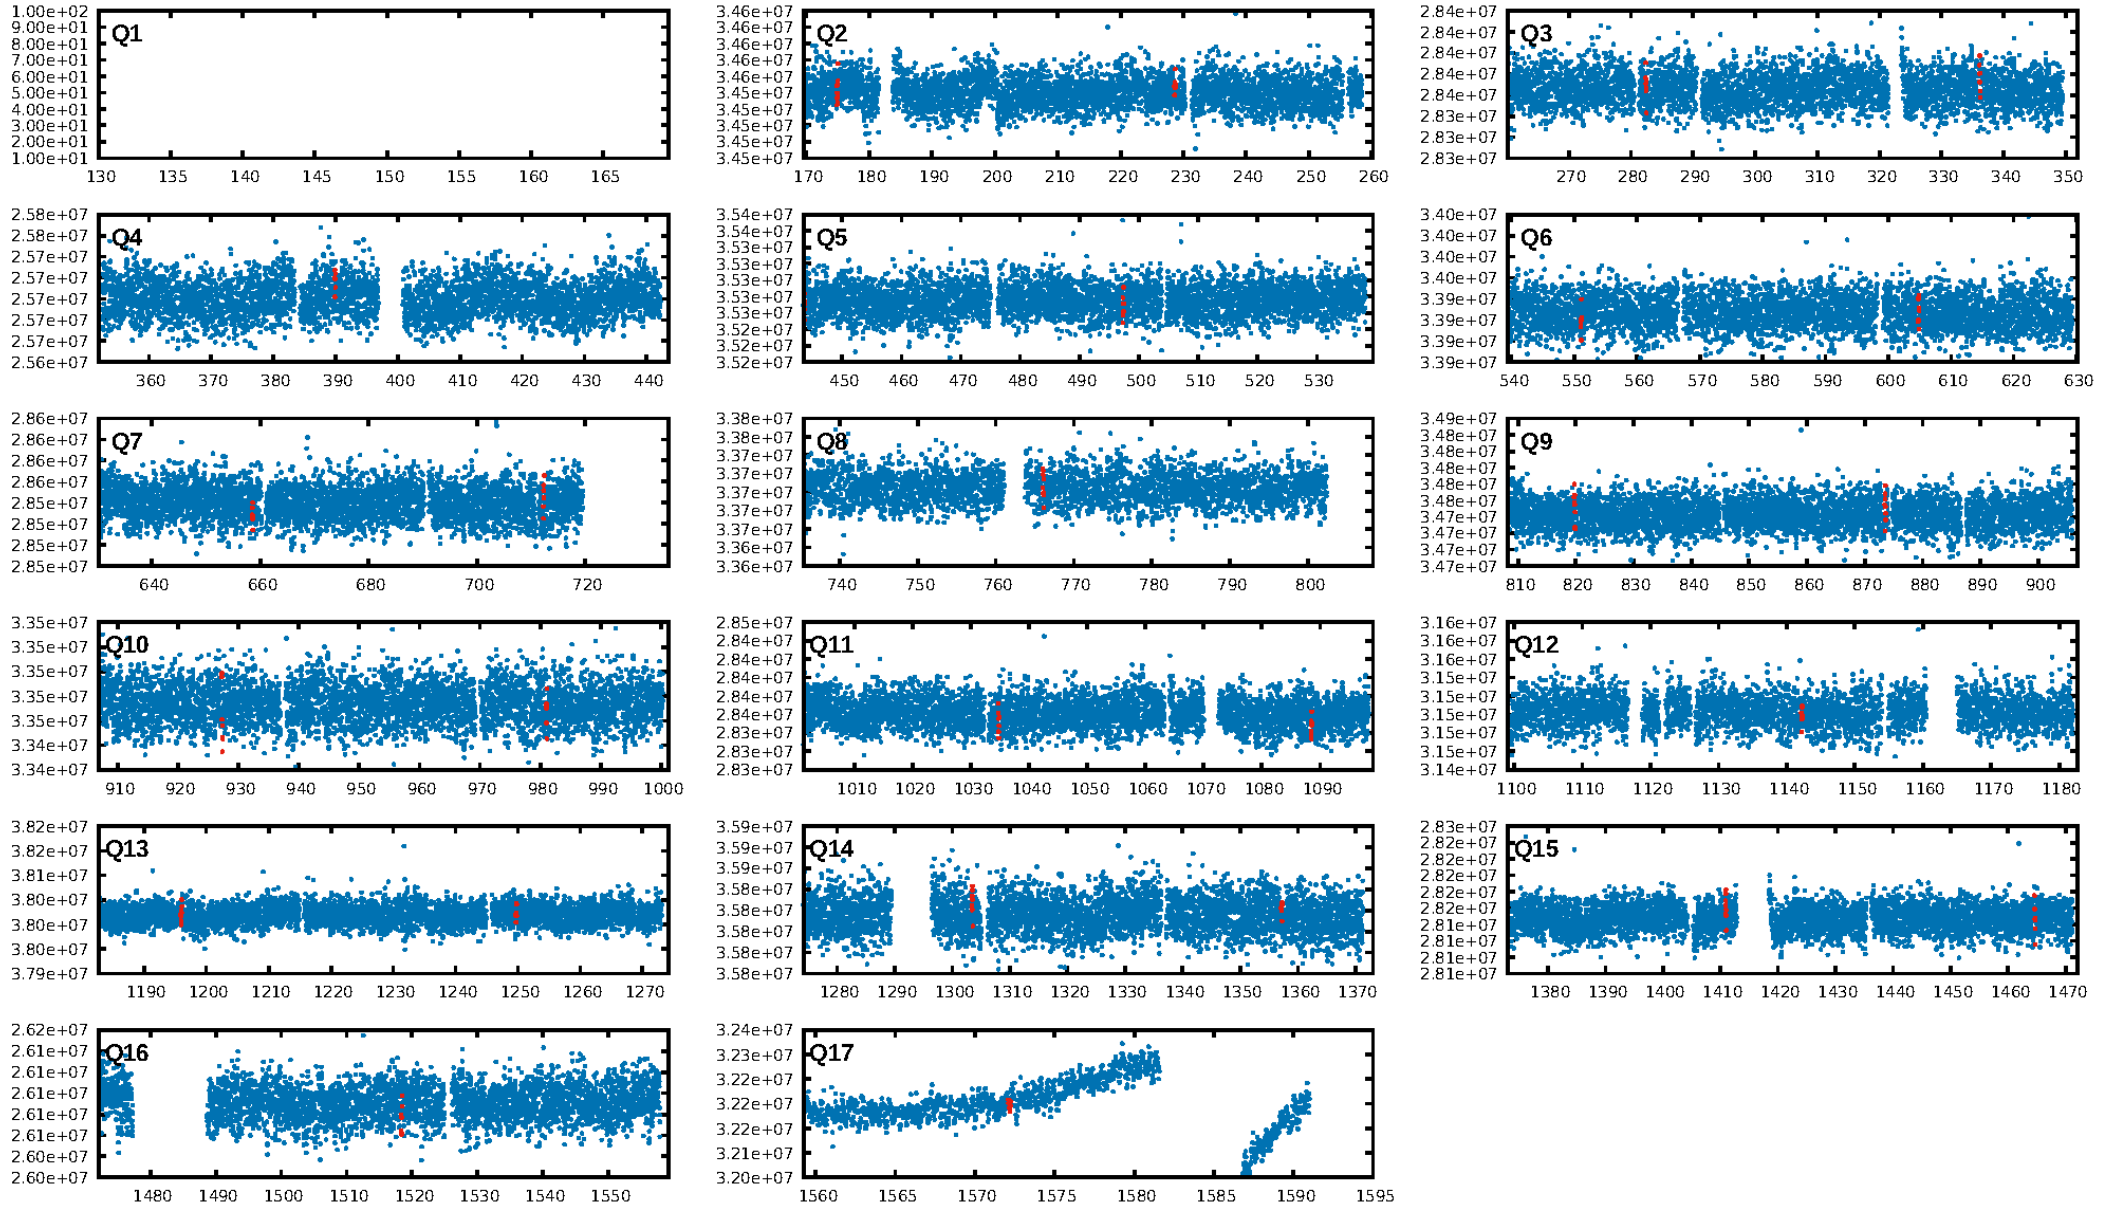 1.00e+02
9.00e+01
8.00e+01
7.00e+01
6.00e+01
5.00e+01
4.00e+01
3.00e+01
2.00e+01
1.00e+01
Q1
130 135 140 145 150 155 160 165
3.46e+07
3.46e+07
3.46e+07
3.46e+07
3.46e+07
3.45e+07
3.45e+07
3.45e+07
3.45e+07
3.45e+07
Q2
170 180 190 200 210 220 230 240 250 260
2.84e+07
2.84e+07
2.84e+07
2.84e+07
2.84e+07
2.83e+07
2.83e+07
2.83e+07
Q3
270 280 290 300 310 320 330 340 350
2.58e+07
2.58e+07
2.57e+07
2.57e+07
2.57e+07
2.57e+07
2.57e+07
2.56e+07
Q4
360 370 380 390 400 410 420 430 440
3.54e+07
3.54e+07
3.53e+07
3.53e+07
3.53e+07
3.53e+07
3.52e+07
3.52e+07
3.52e+07
3.52e+07
Q5
450 460 470 480 490 500 510 520 530
3.40e+07
3.40e+07
3.40e+07
3.40e+07
3.39e+07
3.39e+07
3.39e+07
3.39e+07
Q6
540 550 560 570 580 590 600 610 620 630
2.86e+07
2.86e+07
2.86e+07
2.86e+07
2.85e+07
2.85e+07
2.85e+07
2.85e+07
Q7
640 660 680 700 720
3.38e+07
3.38e+07
3.37e+07
3.37e+07
3.37e+07
3.37e+07
3.37e+07
3.36e+07
3.36e+07
Q8
740 750 760 770 780 790 800
3.49e+07
3.48e+07
3.48e+07
3.48e+07
3.48e+07
3.48e+07
3.47e+07
3.47e+07
3.47e+07
3.47e+07
Q9
810 820 830 840 850 860 870 880 890 900
3.35e+07
3.35e+07
3.35e+07
3.35e+07
3.35e+07
3.34e+07
3.34e+07
Q10
910 920 930 940 950 960 970 980 990 1000
2.85e+07
2.84e+07
2.84e+07
2.84e+07
2.84e+07
2.84e+07
2.83e+07
2.83e+07
2.83e+07
Q11
1010 1020 1030 1040 1050 1060 1070 1080 1090
3.16e+07
3.16e+07
3.16e+07
3.15e+07
3.15e+07
3.15e+07
3.15e+07
3.15e+07
3.14e+07
Q12
1100 1110 1120 1130 1140 1150 1160 1170 1180
3.82e+07
3.82e+07
3.81e+07
3.80e+07
3.80e+07
3.80e+07
3.79e+07
Q13
1190 1200 1210 1220 1230 1240 1250 1260 1270
3.59e+07
3.59e+07
3.59e+07
3.58e+07
3.58e+07
3.58e+07
3.58e+07
3.58e+07
Q14
1280 1290 1300 1310 1320 1330 1340 1350 1360 1370
2.83e+07
2.82e+07
2.82e+07
2.82e+07
2.82e+07
2.82e+07
2.81e+07
2.81e+07
2.81e+07
2.81e+07
Q15
1380 1390 1400 1410 1420 1430 1440 1450 1460 1470
2.62e+07
2.61e+07
2.61e+07
2.61e+07
2.61e+07
2.61e+07
2.60e+07
2.60e+07
Q16
1480 1490 1500 1510 1520 1530 1540 1550
3.24e+07
3.23e+07
3.22e+07
3.22e+07
3.22e+07
3.21e+07
3.20e+07
Q17
1560 1565 1570 1575 1580 1585 1590 1595